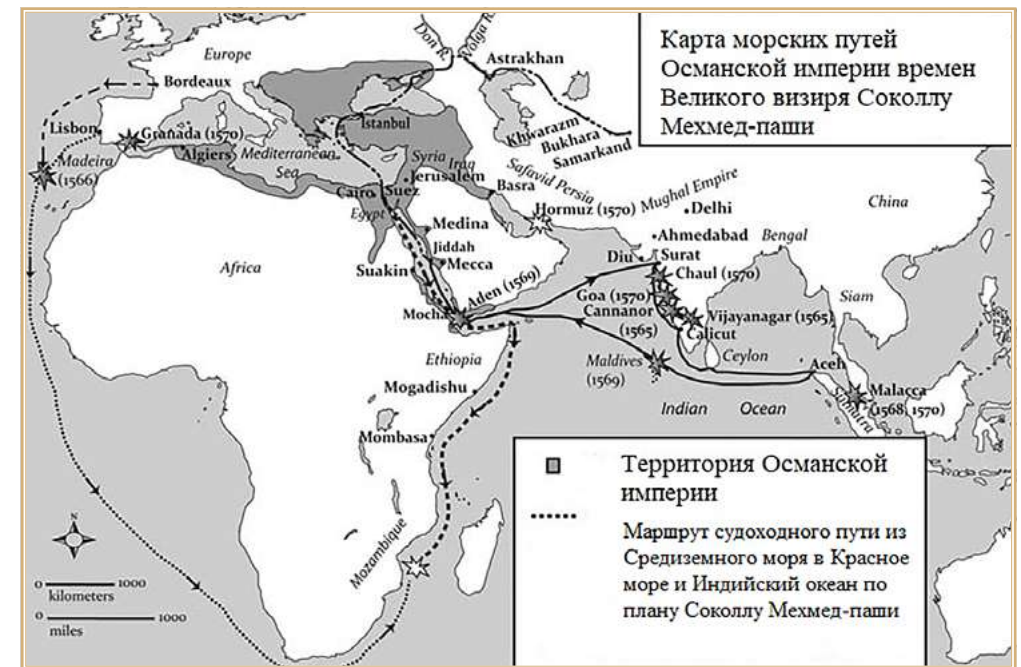 Карта морских путей
Османской империи времен
Великого визиря Соколлу
Мехмед-паши
Europe
Don R.
Volga R.
Astrakhan
Bordeaux
Lisbon
Granada (1570)
Istanbul
Khwarazm
Bukhara
Samarkand
Madeira
(1566)
Algiers
Mediterranean
Sea
Syria
Iraq
Jerusalem
Safavid Persia
Mughal Empire
China
Cairo
Suez
Basra
Egypt
Hormuz (1570)
Delhi
Medina
Ahmedabad
Bengal
Jiddah
Mecca
Diu
Surat
Africa
Suakin
Chaul (1570)
Aden (1569)
Goa (1570)
Siam
Mocha
Cannanor
(1565)
Vijayanagar (1565)
Calicut
Ethiopia
Maldives
(1569)
Ceylon
Aceh
Mogadishu
Indian Ocean
Malacca
(1568, 1570)
Sumatra
Mombasa
Mozambique
N
0 1000
kilometers
0 1000
miles
Территория Османской
империи
Маршрут судоходного пути из
Средиземного моря в Красное
море и Индийский океан по
плану Соколлу Мехмед-паши